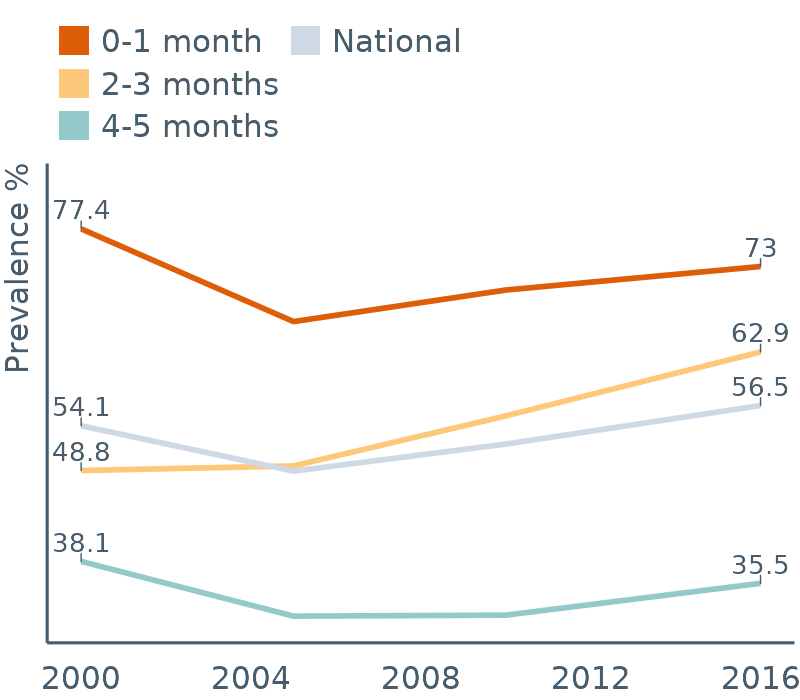 0-1 month
National
2-3 months
4-5 months
Prevalence %
77.4
73
62.9
56.5
54.1
48.8
38.1
35.5
2000 2004 2008 2012 2016